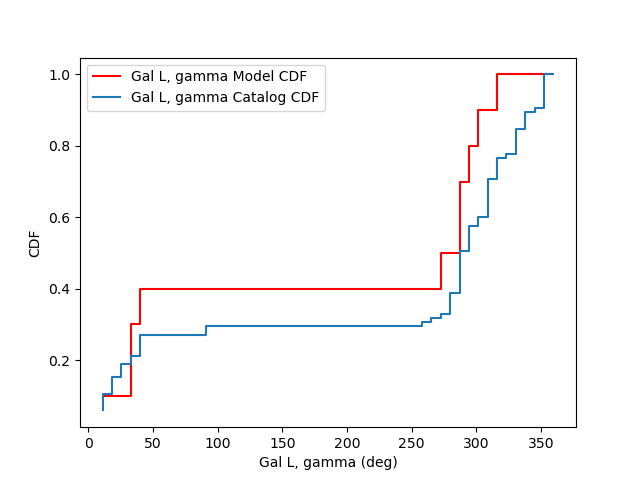 Gal L, gamma Model CDF
Gal L, gamma Catalog CDF
1.0
0.8
0.6
0.4
0.2
CDF
0 50 100 150 200 250 300 350
Gal L, gamma (deg)